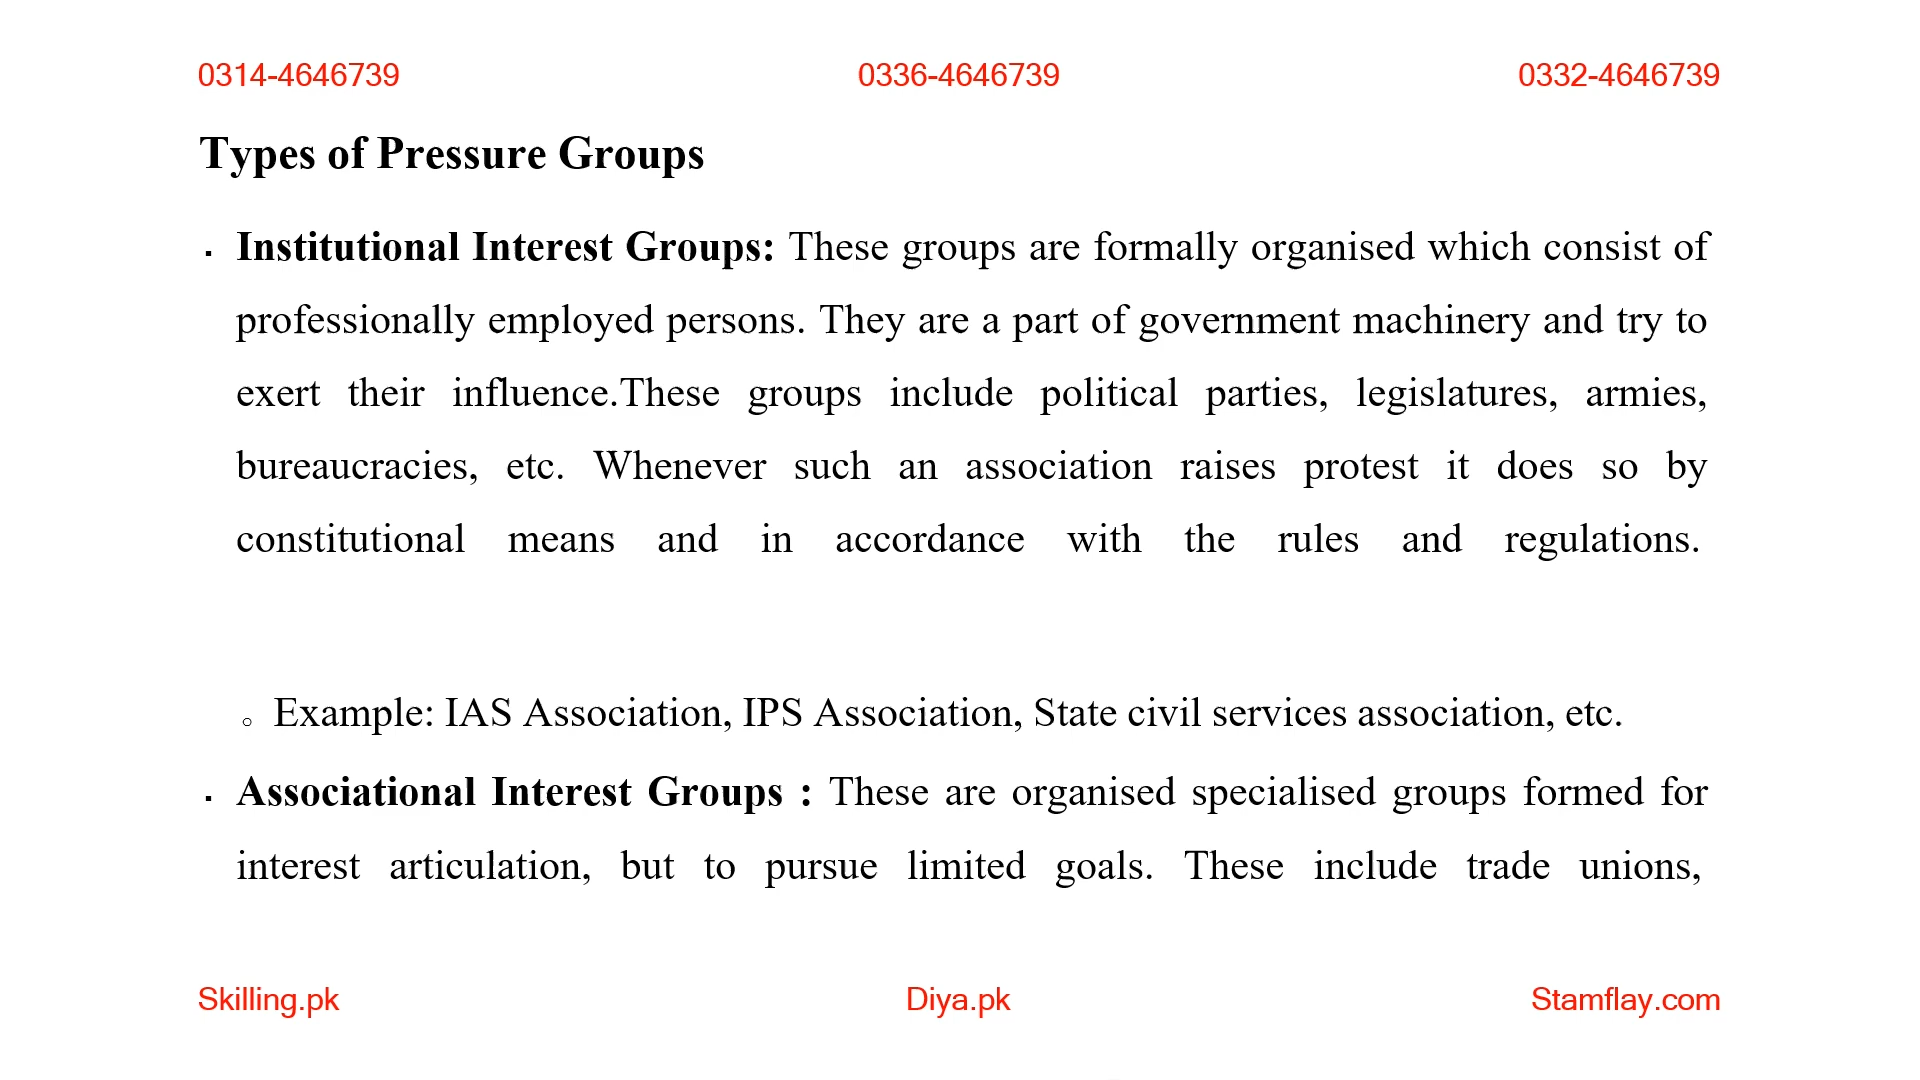 0314-4646739 0336-4646739 0332-4646739
Types of Pressure Groups
▪ Institutional Interest Groups: These groups are formally organised which consist of
professionally employed persons. They are a part of government machinery and try to
exert their influence.These groups include political parties, legislatures, armies,
bureaucracies, etc. Whenever such an association raises protest it does so by
constitutional means and in accordance with the rules and regulations.
○ Example: IAS Association, IPS Association, State civil services association, etc.
▪ Associational Interest Groups : These are organised specialised groups formed for
interest articulation, but to pursue limited goals. These include trade unions,
Skilling.pk Diya.pk Stamflay.com